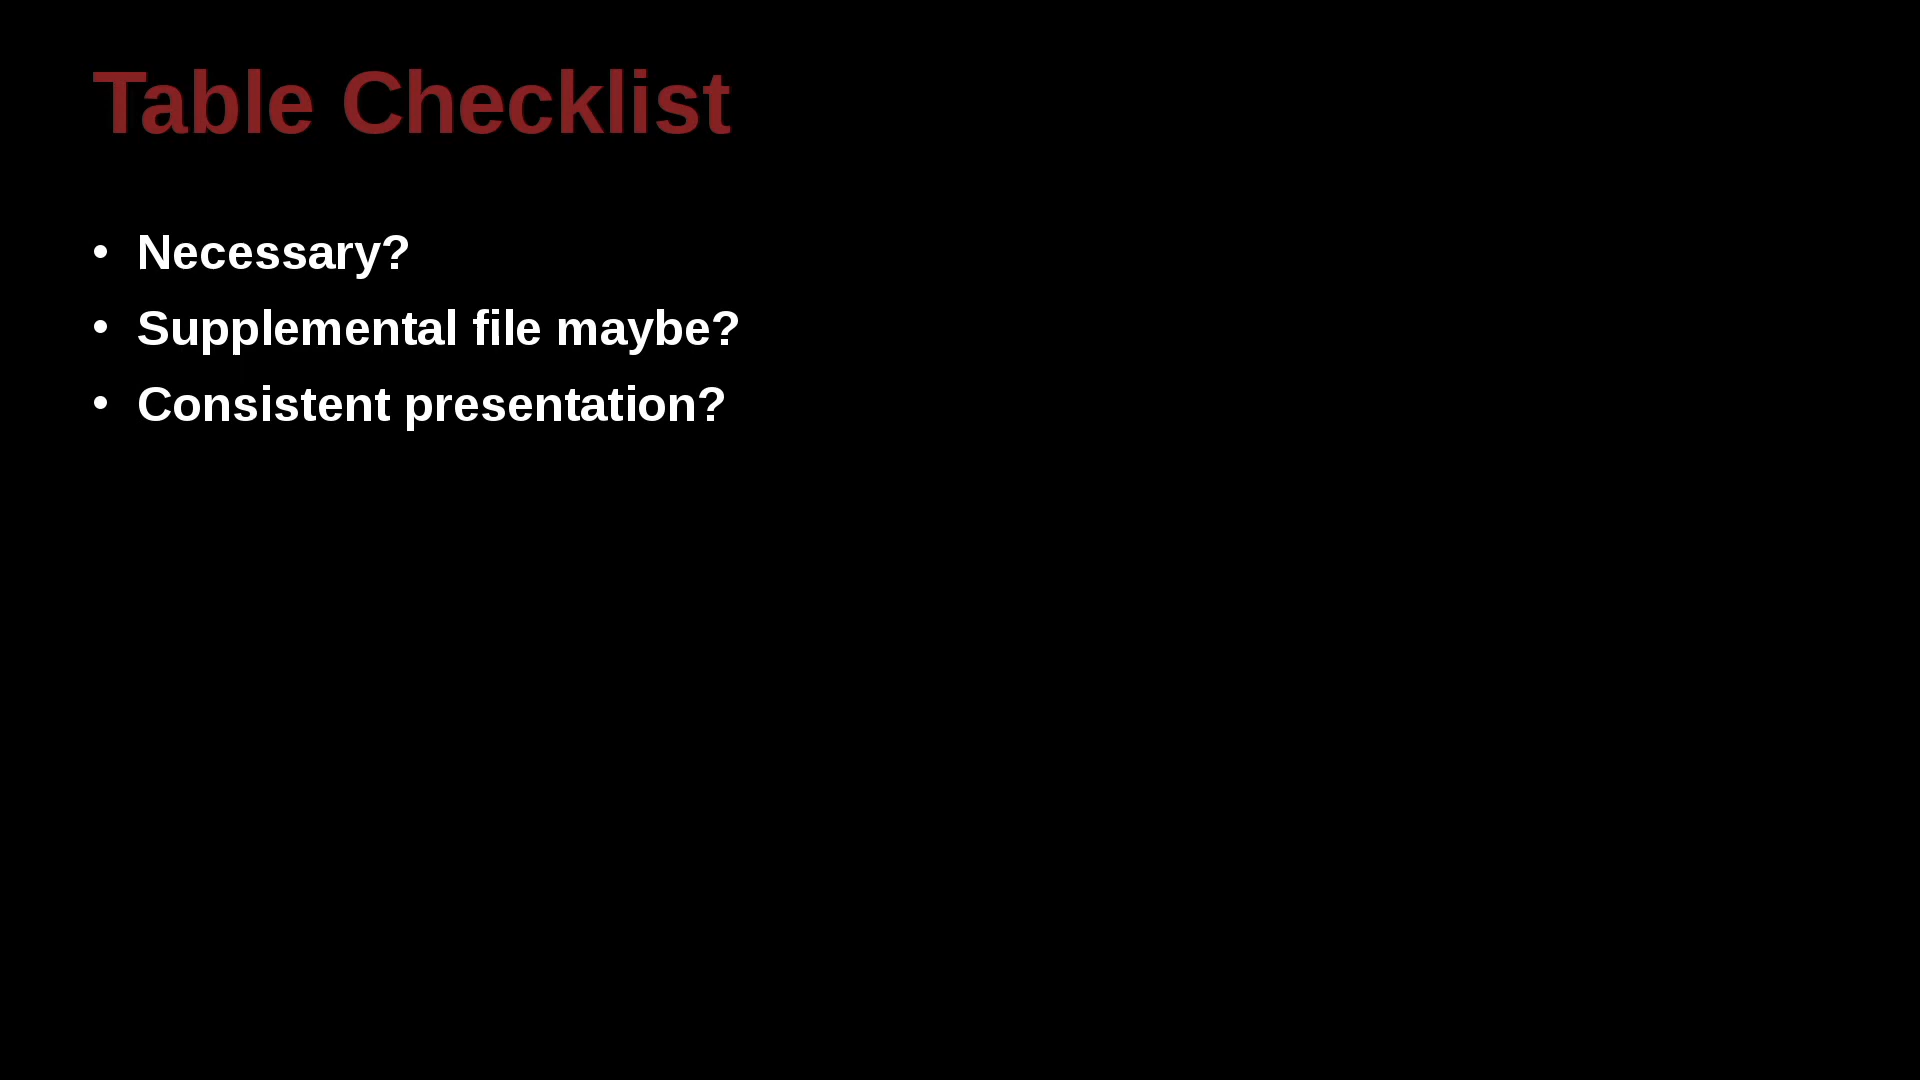 Table Checklist
• Necessary?
• Supplemental file maybe?
• Consistent presentation?